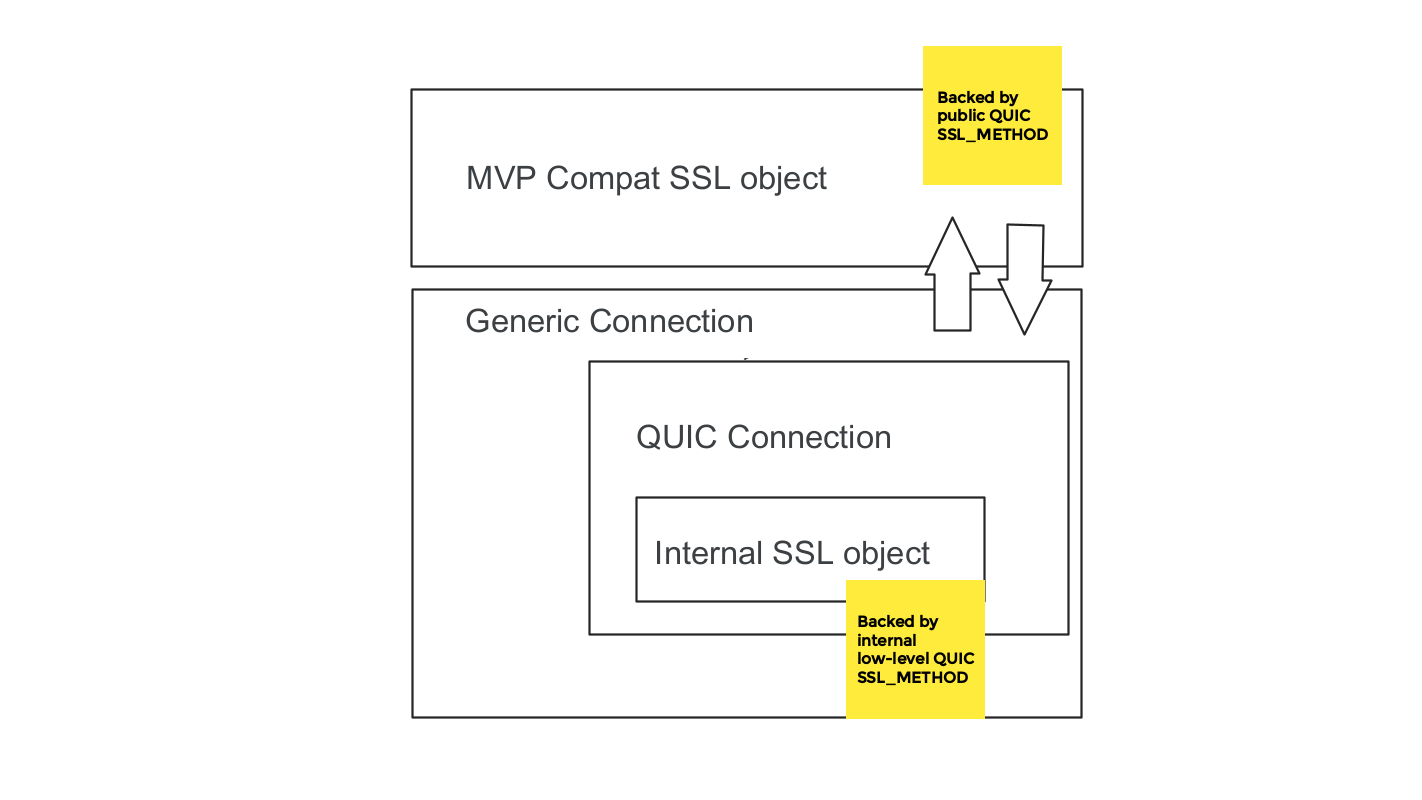 Backed by
public QUIC
SSL_METHOD
MVP Compat SSL object
Generic Connection
QUIC Connection
Internal SSL object
Backed by
internal
low-level QUIC
SSL_METHOD